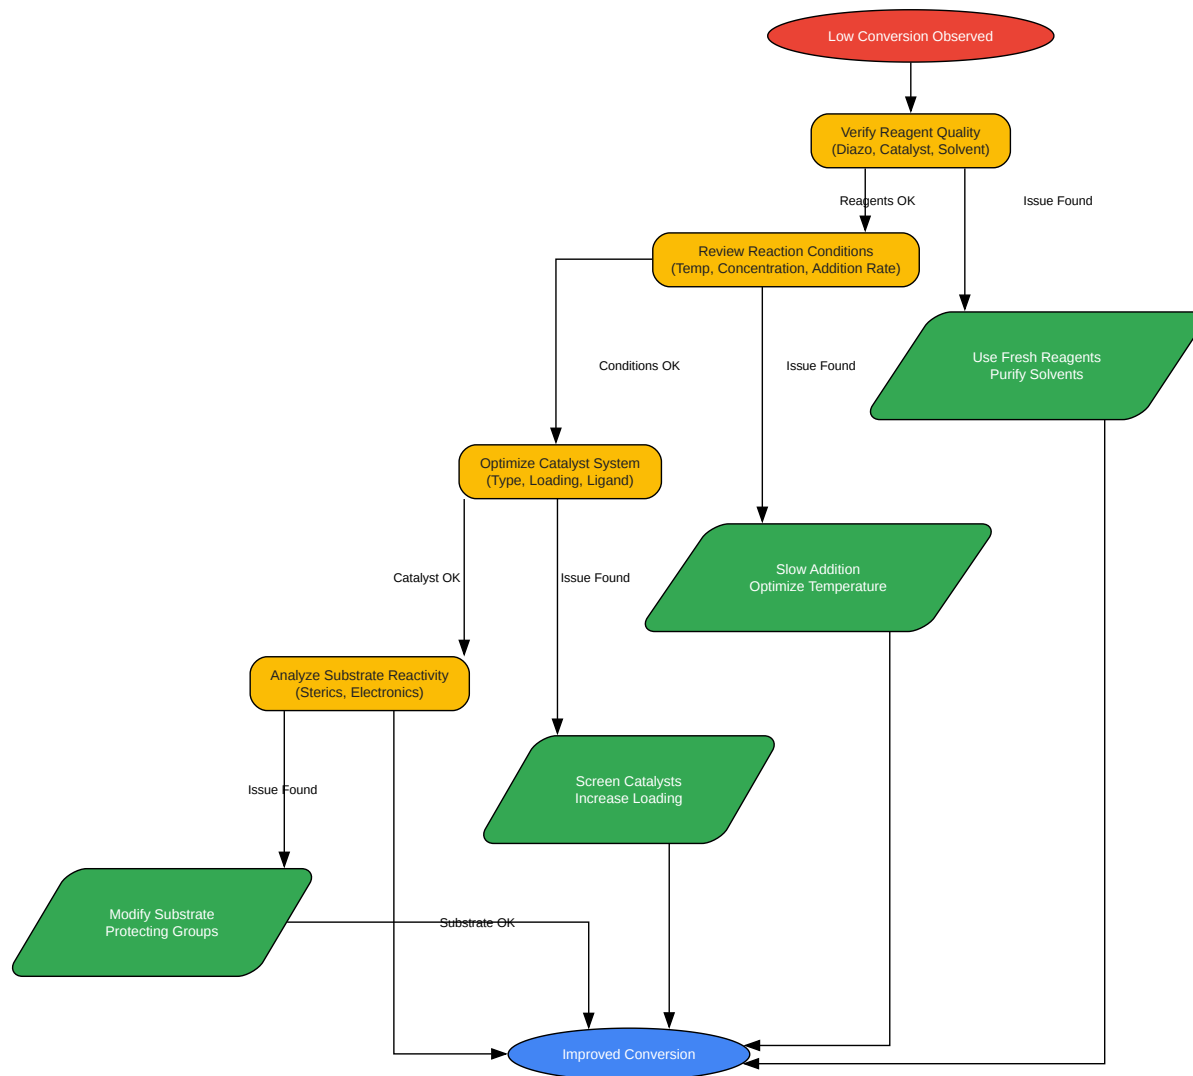 Low Conversion Observed
Verify Reagent Quality
(Diazo, Catalyst, Solvent)
Reagents OK
Issue Found
Review Reaction Conditions
(Temp, Concentration, Addition Rate)
Use Fresh Reagents
Purify Solvents
Conditions OK
Issue Found
Optimize Catalyst System
(Type, Loading, Ligand)
Slow Addition
Optimize Temperature
Catalyst OK
Issue Found
Analyze Substrate Reactivity
(Sterics, Electronics)
Issue Found
Screen Catalysts
Increase Loading
Modify Substrate
Protecting Groups
Substrate OK
Improved Conversion